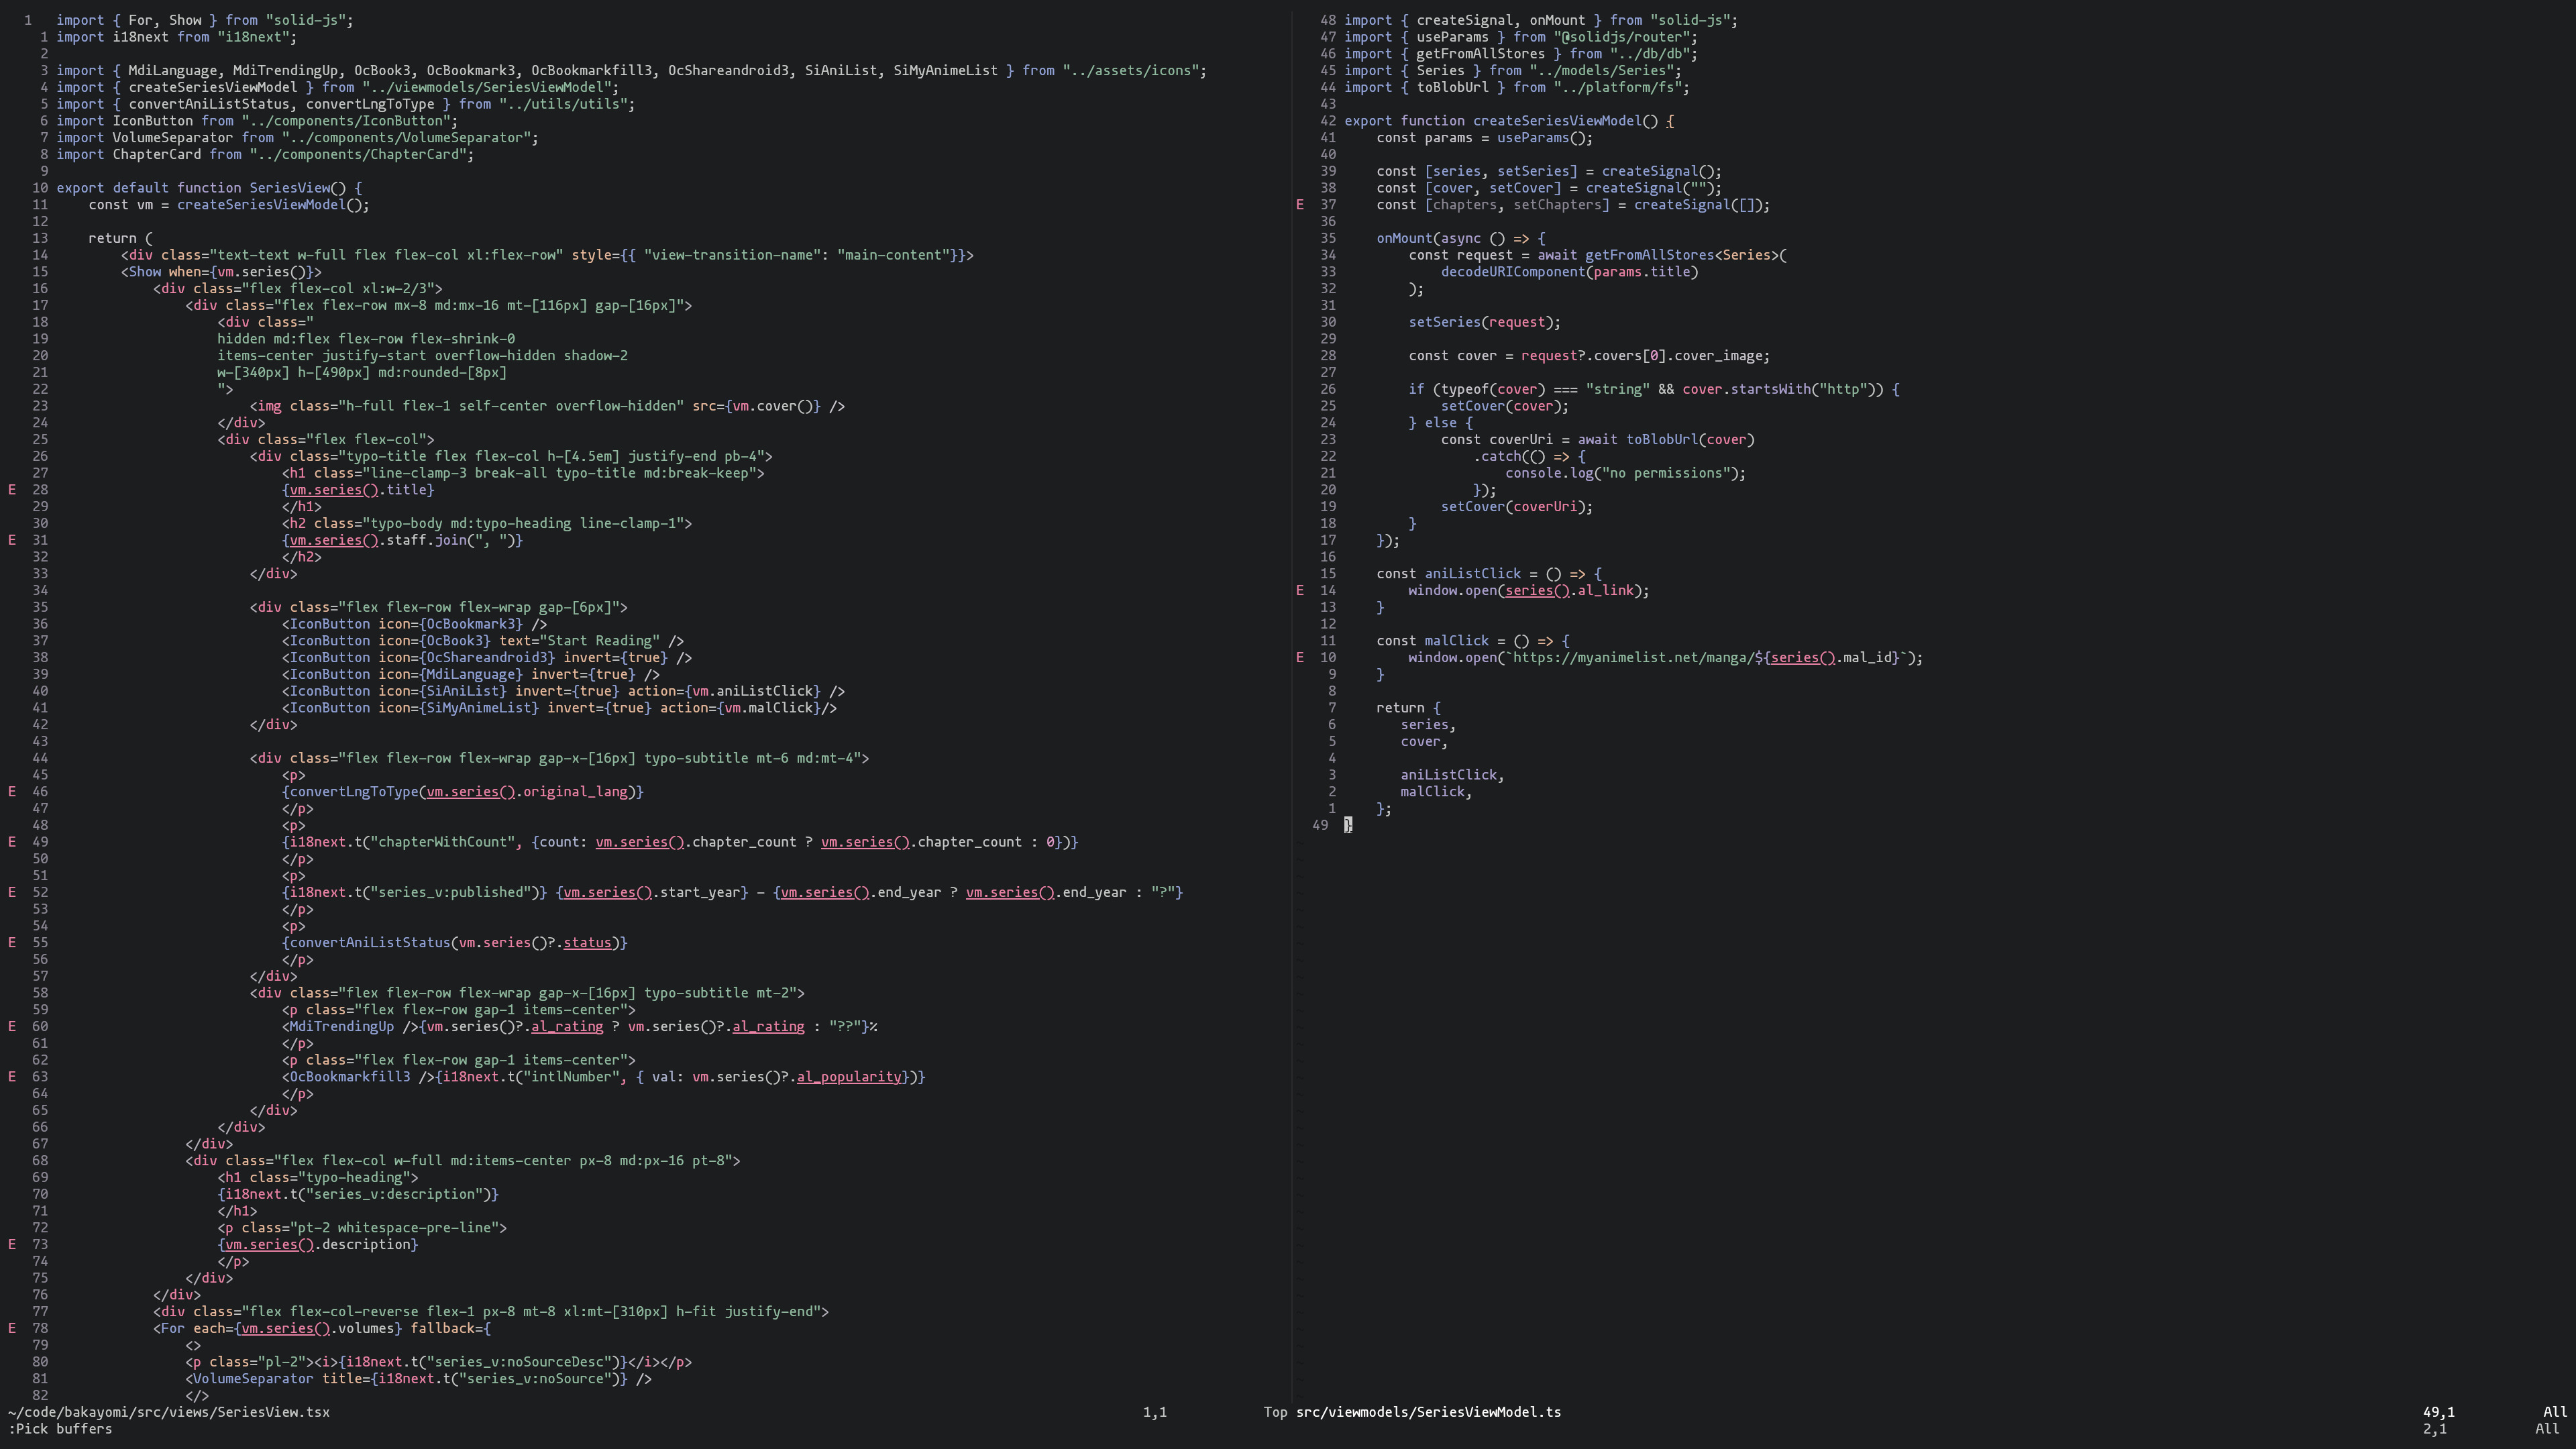 1 import { For, Show } from "solid-js";
1 import i18next from "i18next";
2
3 import { MdiLanguage, MdiTrendingUp, OcBook3, OcBookmark3, OcBookmarkfill3, OcShareandroid3, SiAniList, SiMyAnimeList } from "../assets/icons";
4 import { createSeriesViewModel } from "../viewmodels/SeriesViewModel";
5 import { convertAniListStatus, convertLngToType } from "../utils/utils";
6 import IconButton from "../components/IconButton";
7 import VolumeSeparator from "../components/VolumeSeparator";
8 import ChapterCard from "../components/ChapterCard";
9
10 export default function SeriesView() {
11 const vm = createSeriesViewModel();
12
13 return (
14 <div class="text-text w-full flex flex-col xl:flex-row" style={{ "view-transition-name": "main-content"}}>
15 <Show when={vm.series()}>
16 <div class="flex flex-col xl:w-2/3">
17 <div class="flex flex-row mx-8 md:mx-16 mt-[116px] gap-[16px]">
18 <div class="
19 hidden md:flex flex-row flex-shrink-0
20 items-center justify-start overflow-hidden shadow-2
21 w-[340px] h-[490px] md:rounded-[8px]
22 ">
23 <img class="h-full flex-1 self-center overflow-hidden" src={vm.cover()} />
24 </div>
25 <div class="flex flex-col">
26 <div class="typo-title flex flex-col h-[4.5em] justify-end pb-4">
27 <h1 class="line-clamp-3 break-all typo-title md:break-keep">
E 28 {vm.series().title}
29 </h1>
30 <h2 class="typo-body md:typo-heading line-clamp-1">
E 31 {vm.series().staff.join(", ")}
32 </h2>
33 </div>
34
35 <div class="flex flex-row flex-wrap gap-[6px]">
36 <IconButton icon={OcBookmark3} />
37 <IconButton icon={OcBook3} text="Start Reading" />
38 <IconButton icon={OcShareandroid3} invert={true} />
39 <IconButton icon={MdiLanguage} invert={true} />
40 <IconButton icon={SiAniList} invert={true} action={vm.aniListClick} />
41 <IconButton icon={SiMyAnimeList} invert={true} action={vm.malClick}/>
42 </div>
43
44 <div class="flex flex-row flex-wrap gap-x-[16px] typo-subtitle mt-6 md:mt-4">
45 <p>
E 46 {convertLngToType(vm.series().original_lang)}
47 </p>
48 <p>
E 49 {i18next.t("chapterWithCount", {count: vm.series().chapter_count ? vm.series().chapter_count : 0})}
50 </p>
51 <p>
E 52 {i18next.t("series_v:published")} {vm.series().start_year} - {vm.series().end_year ? vm.series().end_year : "?"}
53 </p>
54 <p>
E 55 {convertAniListStatus(vm.series()?.status)}
56 </p>
57 </div>
58 <div class="flex flex-row flex-wrap gap-x-[16px] typo-subtitle mt-2">
59 <p class="flex flex-row gap-1 items-center">
E 60 <MdiTrendingUp />{vm.series()?.al_rating ? vm.series()?.al_rating : "??"}%
61 </p>
62 <p class="flex flex-row gap-1 items-center">
E 63 <OcBookmarkfill3 />{i18next.t("intlNumber", { val: vm.series()?.al_popularity})}
64 </p>
65 </div>
66 </div>
67 </div>
68 <div class="flex flex-col w-full md:items-center px-8 md:px-16 pt-8">
69 <h1 class="typo-heading">
70 {i18next.t("series_v:description")}
71 </h1>
72 <p class="pt-2 whitespace-pre-line">
E 73 {vm.series().description}
74 </p>
75 </div>
76 </div>
77 <div class="flex flex-col-reverse flex-1 px-8 mt-8 xl:mt-[310px] h-fit justify-end">
E 78 <For each={vm.series().volumes} fallback={
79 <>
80 <p class="pl-2"><i>{i18next.t("series_v:noSourceDesc")}</i></p>
81 <VolumeSeparator title={i18next.t("series_v:noSource")} />
82 </>
~/code/bakayomi/src/views/SeriesView.tsx 1,1 Top
:Pick buffers
48 import { createSignal, onMount } from "solid-js";
47 import { useParams } from "@solidjs/router";
46 import { getFromAllStores } from "../db/db";
45 import { Series } from "../models/Series";
44 import { toBlobUrl } from "../platform/fs";
43
42 export function createSeriesViewModel() {
41 const params = useParams();
40
39 const [series, setSeries] = createSignal();
38 const [cover, setCover] = createSignal("");
E 37 const [chapters, setChapters] = createSignal([]);
36
35 onMount(async () => {
34 const request = await getFromAllStores<Series>(
33 decodeURIComponent(params.title)
32 );
31
30 setSeries(request);
29
28 const cover = request?.covers[0].cover_image;
27
26 if (typeof(cover) === "string" && cover.startsWith("http")) {
25 setCover(cover);
24 } else {
23 const coverUri = await toBlobUrl(cover)
22 .catch(() => {
21 console.log("no permissions");
20 });
19 setCover(coverUri);
18 }
17 });
16
15 const aniListClick = () => {
E 14 window.open(series().al_link);
13 }
12
11 const malClick = () => {
E 10 window.open(`https://myanimelist.net/manga/${series().mal_id}`);
9 }
8
7 return {
6 series,
5 cover,
4
3 aniListClick,
2 malClick,
1 };
49 }
src/viewmodels/SeriesViewModel.ts 49,1 All
2,1 All